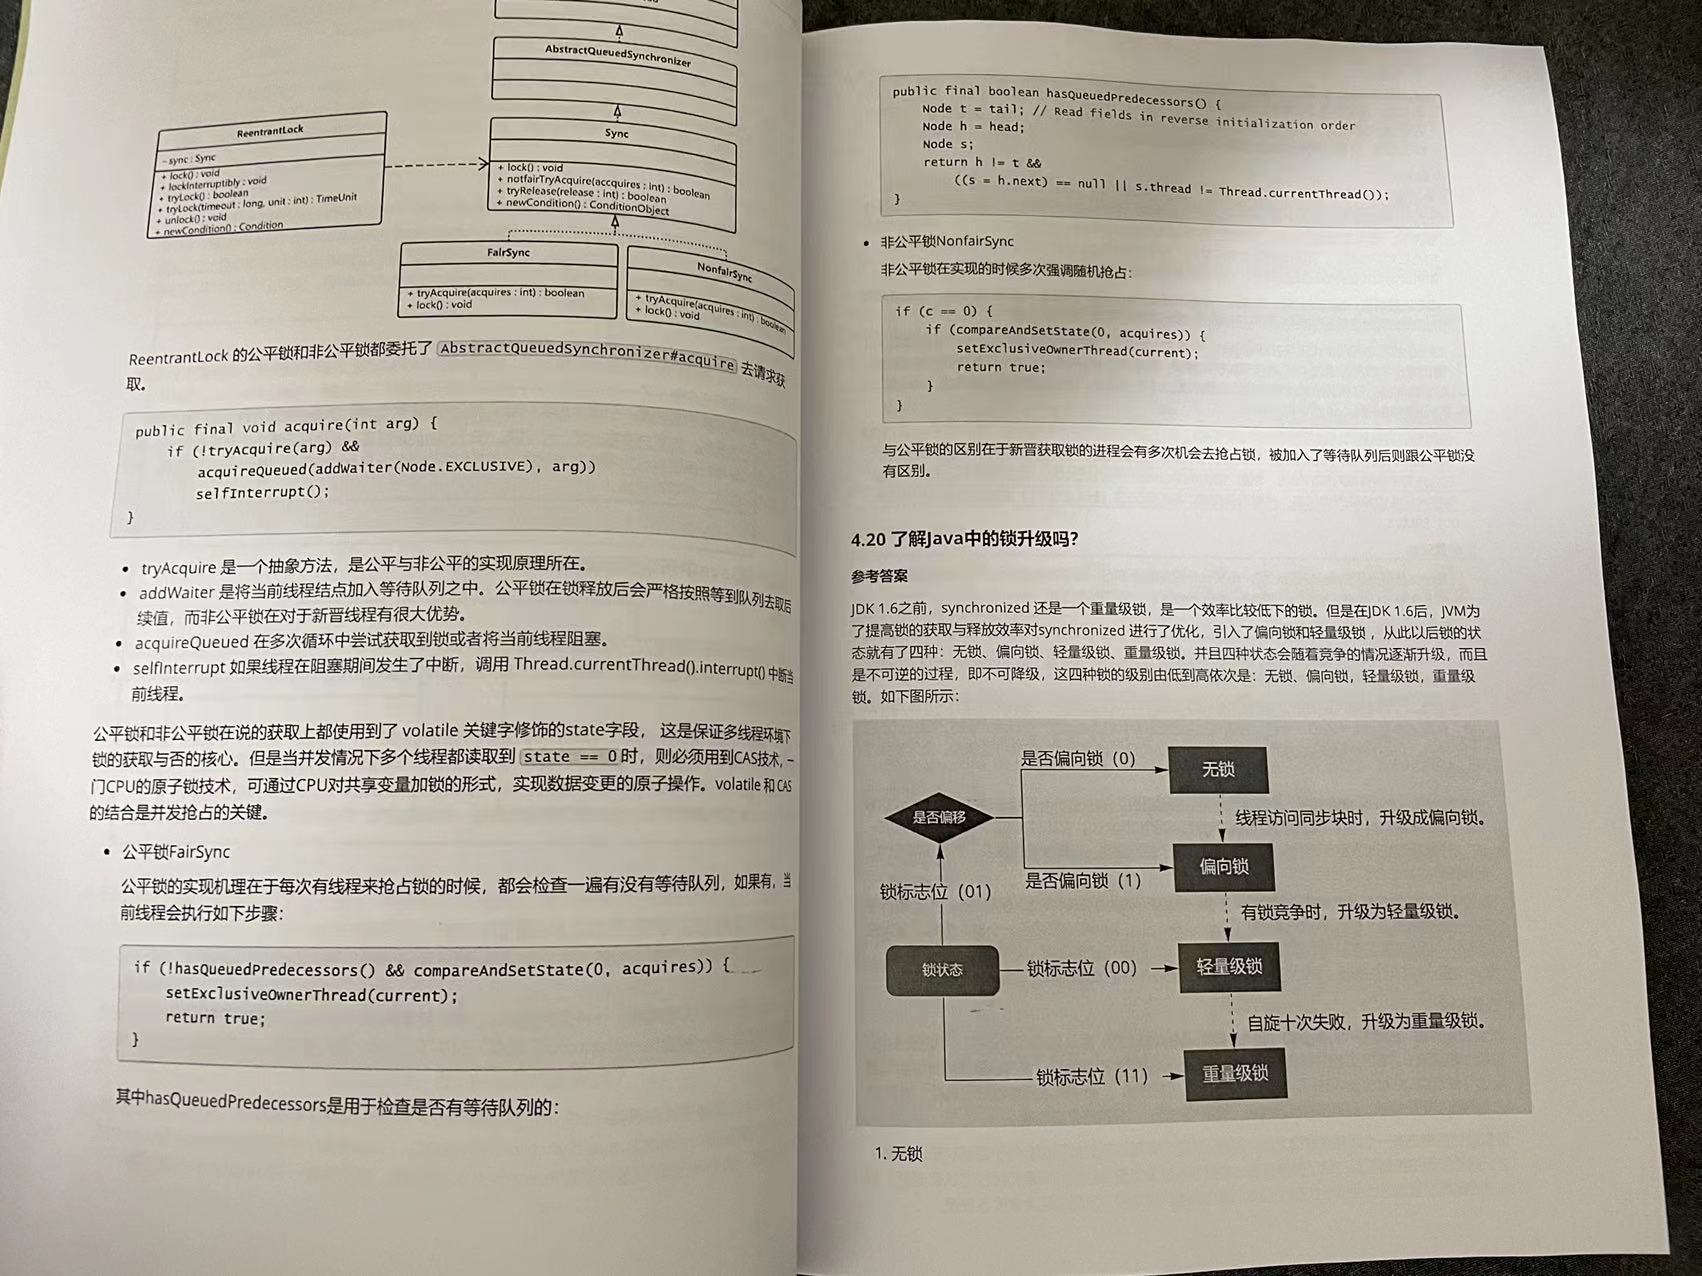 AbstractQueuedSynchronizer
ReentrantLock
- sync : Sync
+ lock() : void
+ lockInterruptibly : void
+ tryLock() : boolean
+ tryLock(timeout : long, unit : int) : TimeUnit
+ unlock() : void
+ newCondition() : Condition
Sync
+ lock() : void
+ notfairTryAcquire(accquires : int) : boolean
+ tryRelease(release : int) : boolean
+ newCondition() : ConditionObject
FairSync
+ tryAcquire(acquires : int) : boolean
+ lock() : void
NonfairSync
+ tryAcquire(acquires : int) : boolean
+ lock() : void
ReentrantLock 的公平锁和非公平锁都委托了 AbstractQueuedSynchronizer#acquire 去请求获
取。
public final void acquire(int arg) {
if (!tryAcquire(arg) &&
acquireQueued(addWaiter(Node.EXCLUSIVE), arg))
selfInterrupt();
}
• tryAcquire 是一个抽象方法，是公平与非公平的实现原理所在。
• addWaiter 是将当前线程结点加入等待队列之中。公平锁在锁释放后会严格按照等到队列去取后
续值，而非公平锁在对于新晋线程有很大优势。
• acquireQueued 在多次循环中尝试获取到锁或者将当前线程阻塞。
• selfInterrupt 如果线程在阻塞期间发生了中断，调用 Thread.currentThread().interrupt() 中断当
前线程。
公平锁和非公平锁在说的获取上都使用到了 volatile 关键字修饰的state字段， 这是保证多线程环境下
锁的获取与否的核心。但是当并发情况下多个线程都读取到 state == 0 时，则必须用到CAS技术，一
门CPU的原子锁技术，可通过CPU对共享变量加锁的形式，实现数据变更的原子操作。volatile 和 CAS
的结合是并发抢占的关键。
• 公平锁FairSync
公平锁的实现机理在于每次有线程来抢占锁的时候，都会检查一遍有没有等待队列，如果有，当
前线程会执行如下步骤：
if (!hasQueuedPredecessors() && compareAndSetState(0, acquires)) {
setExclusiveOwnerThread(current);
return true;
}
其中hasQueuedPredecessors是用于检查是否有等待队列的：
public final boolean hasQueuedPredecessors() {
Node t = tail; // Read fields in reverse initialization order
Node h = head;
Node s;
return h != t &&
((s = h.next) == null || s.thread != Thread.currentThread());
}
• 非公平锁NonfairSync
非公平锁在实现的时候多次强调随机抢占：
if (c == 0) {
if (compareAndSetState(0, acquires)) {
setExclusiveOwnerThread(current);
return true;
}
}
与公平锁的区别在于新晋获取锁的进程会有多次机会去抢占锁，被加入了等待队列后则跟公平锁没
有区别。
4.20 了解Java中的锁升级吗？
参考答案
JDK 1.6之前，synchronized 还是一个重量级锁，是一个效率比较低下的锁。但是在JDK 1.6后，JVM为
了提高锁的获取与释放效率对synchronized 进行了优化，引入了偏向锁和轻量级锁 ，从此以后锁的状
态就有了四种：无锁、偏向锁、轻量级锁、重量级锁。并且四种状态会随着竞争的情况逐渐升级，而且
是不可逆的过程，即不可降级，这四种锁的级别由低到高依次是：无锁、偏向锁，轻量级锁，重量级
锁。如下图所示：
是否偏向锁（0）
无锁
是否偏移
线程访问同步块时，升级成偏向锁。
偏向锁
是否偏向锁（1）
锁标志位（01）
有锁竞争时，升级为轻量级锁。
锁状态
锁标志位（00）
轻量级锁
自旋十次失败，升级为重量级锁。
锁标志位（11）
重量级锁
1. 无锁